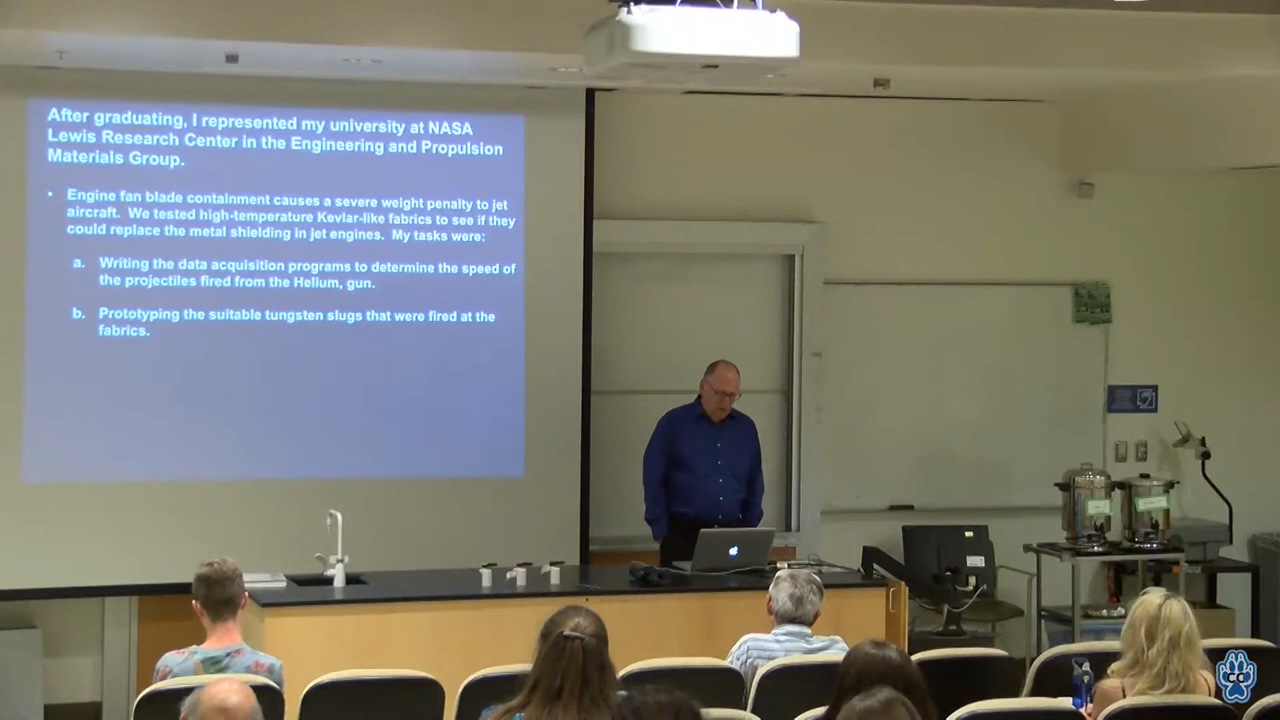 After graduating, I represented my university at NASA
Lewis Research Center in the Engineering and Propulsion
Materials Group.
• Engine fan blade containment causes a severe weight penalty to jet
aircraft. We tested high-temperature Kevlar-like fabrics to see if they
could replace the metal shielding in jet engines. My tasks were:
a. Writing the data acquisition programs to determine the speed of
the projectiles fired from the Helium, gun.
b. Prototyping the suitable tungsten slugs that were fired at the
fabrics.
CC